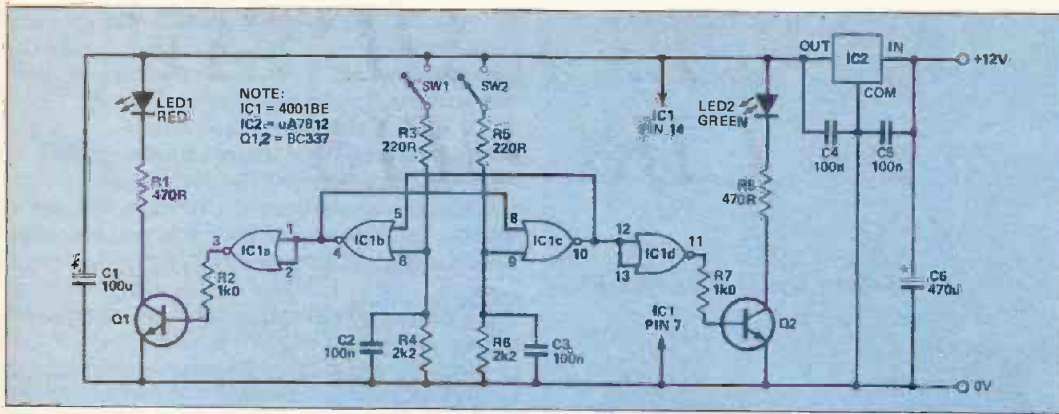 OUT
IC2
IN
+12V
COM
LED1
RED
NOTE:
IC1 = 4001BE
IC2 = uA7812
Q1,2 = BC337
SW1
SW2
IC1
PIN 14
LED2
GREEN
R3
220R
R5
220R
C4
100n
C5
100n
R1
470R
R8
470R
3
IC1a
1
2
4
IC1b
5
6
8
9
IC1c
10
12
13
IC1d
11
C1
100u
R2
1k0
R7
1k0
C6
470u
Q1
Q2
C2
100n
R4
2k2
R6
2k2
C3
100n
IC1
PIN 7
0V